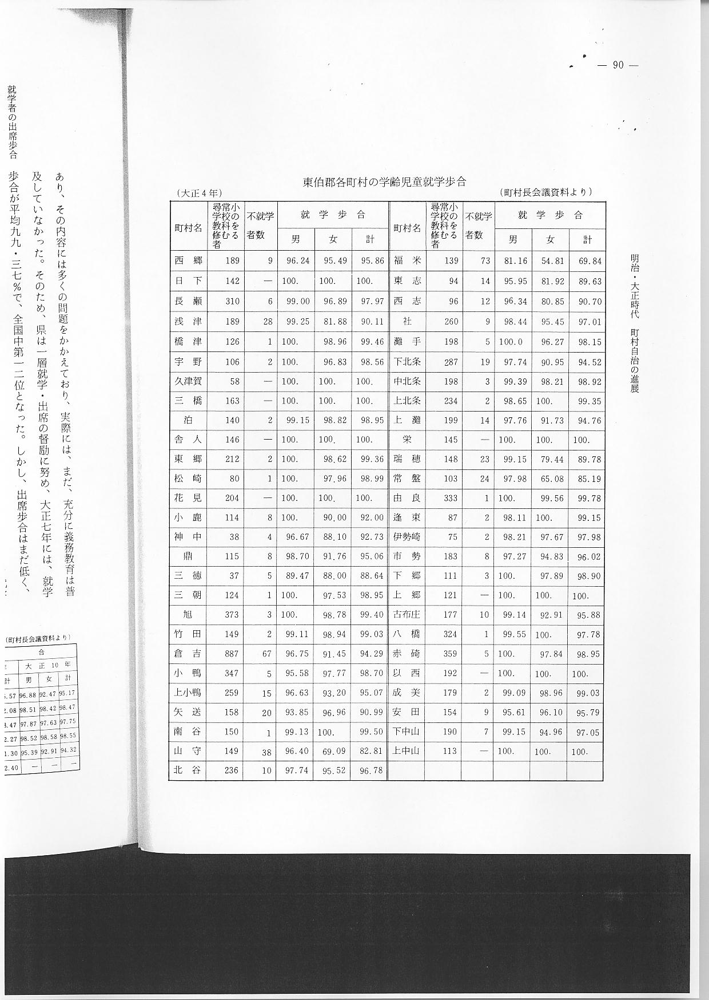 — 90 —
明治・大正時代　町村自治の進展
東伯郡各町村の学齢児童就学歩合
（大正４年）　（町村長会議資料より）
町村名　尋常小学校の教科を修むる者　不就学者数　就学歩合　町村名　尋常小学校の教科を修むる者　不就学者数　就学歩合
男　女　計　男　女　計
西郷　189　9　96.24　95.49　95.86　福米　139　73　81.16　54.81　69.84
日下　142　—　100.　100.　100.　東志　94　14　95.95　81.92　89.63
長瀬　310　6　99.00　96.89　97.97　西志　96　12　96.34　80.85　90.70
浅津　189　28　99.25　81.88　90.11　社　260　9　98.44　95.45　97.01
橋津　126　1　100.　98.96　99.46　灘手　198　5　100.0　96.27　98.15
宇野　106　2　100.　96.83　98.56　下北条　287　19　97.74　90.95　94.52
久津賀　58　—　100.　100.　100.　中北条　198　3　99.39　98.21　98.92
三橋　163　—　100.　100.　100.　上北条　234　2　98.65　100.　99.35
泊　140　2　99.15　98.82　98.95　上灘　199　14　97.76　91.73　94.76
舎人　146　—　100.　100.　100.　栄　145　—　100.　100.　100.
東郷　212　2　100.　98.62　99.36　瑞穂　148　23　99.15　79.44　89.78
松崎　80　1　100.　97.96　98.99　常盤　103　24　97.98　65.08　85.19
花見　204　—　100.　100.　100.　由良　333　1　100.　99.56　99.78
小鹿　114　8　100.　90.00　92.00　逢東　87　2　98.11　100.　99.15
神中　38　4　96.67　88.10　92.73　伊勢崎　75　2　98.21　97.67　97.98
鼎　115　8　98.70　91.76　95.06　市勢　183　8　97.27　94.83　96.02
三徳　37　5　89.47　88.00　88.64　下郷　111　3　100.　97.89　98.90
三朝　124　1　100.　97.53　98.95　上郷　121　—　100.　100.　100.
旭　373　3　100.　98.78　99.40　古布庄　177　10　99.14　92.91　95.88
竹田　149　2　99.11　98.94　99.03　八橋　324　1　99.55　100.　97.78
倉吉　887　67　96.75　91.45　94.29　赤碕　359　5　100.　97.84　98.95
小鴨　347　5　95.58　97.77　98.70　以西　192　—　100.　100.　100.
上小鴨　259　15　96.63　93.20　95.07　成美　179　2　99.09　98.96　99.03
矢送　158　20　93.85　96.96　90.99　安田　154　9　95.61　96.10　95.79
南谷　150　1　99.13　100.　99.50　下中山　190　7　99.15　94.96　97.05
山守　149　38　96.40　69.09　82.81　上中山　113　—　100.　100.　100.
北谷　236　10　97.74　95.52　96.78
あり、その内容には多くの問題をかかえており、実際には、まだ、充分に義務教育は普
及していなかった。そのため、県は一層就学・出席の督励に努め、大正七年には、就学
就学者の出席歩合　歩合が平均九九・三七％で、全国中第一二位となった。しかし、出席歩合はまだ低く、
（町村長会議資料より）
合
大正10年
計　男　女　計
.57　96.88　92.47　95.17
2.08　98.51　98.42　98.47
3.47　97.87　97.63　97.75
2.27　98.52　98.58　98.55
1.30　95.39　92.91　94.32
2.40　—　—　—